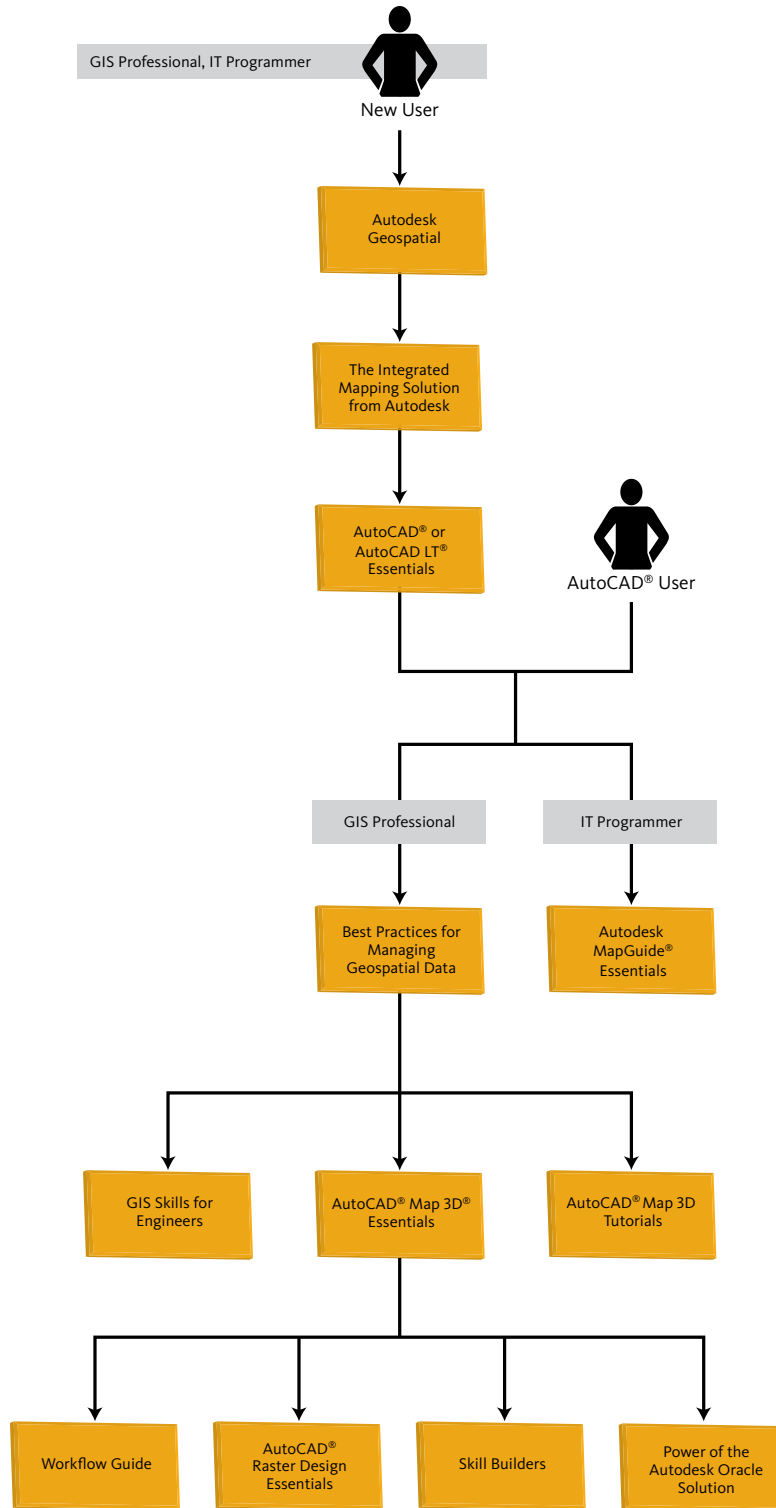 GIS Professional, IT Programmer
New User
Autodesk
Geospatial
The Integrated
Mapping Solution
from Autodesk
AutoCAD® or
AutoCAD LT®
Essentials
AutoCAD® User
GIS Professional
IT Programmer
Best Practices for
Managing
Geospatial Data
Autodesk
MapGuide®
Essentials
GIS Skills for
Engineers
AutoCAD® Map 3D®
Essentials
AutoCAD® Map 3D
Tutorials
Workflow Guide
AutoCAD®
Raster Design
Essentials
Skill Builders
Power of the
Autodesk Oracle
Solution